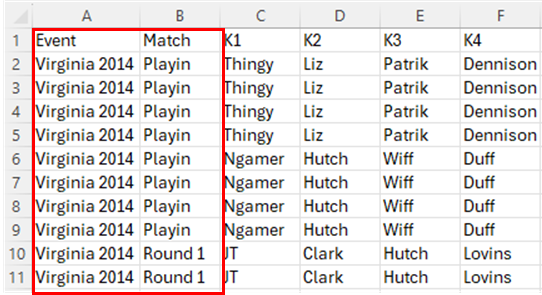 A B C D E F
1 Event Match K1 K2 K3 K4
2 Virginia 2014 Playin Thingy Liz Patrik Dennison
3 Virginia 2014 Playin Thingy Liz Patrik Dennison
4 Virginia 2014 Playin Thingy Liz Patrik Dennison
5 Virginia 2014 Playin Thingy Liz Patrik Dennison
6 Virginia 2014 Playin Ngamer Hutch Wiff Duff
7 Virginia 2014 Playin Ngamer Hutch Wiff Duff
8 Virginia 2014 Playin Ngamer Hutch Wiff Duff
9 Virginia 2014 Playin Ngamer Hutch Wiff Duff
10 Virginia 2014 Round 1 JT Clark Hutch Lovins
11 Virginia 2014 Round 1 JT Clark Hutch Lovins